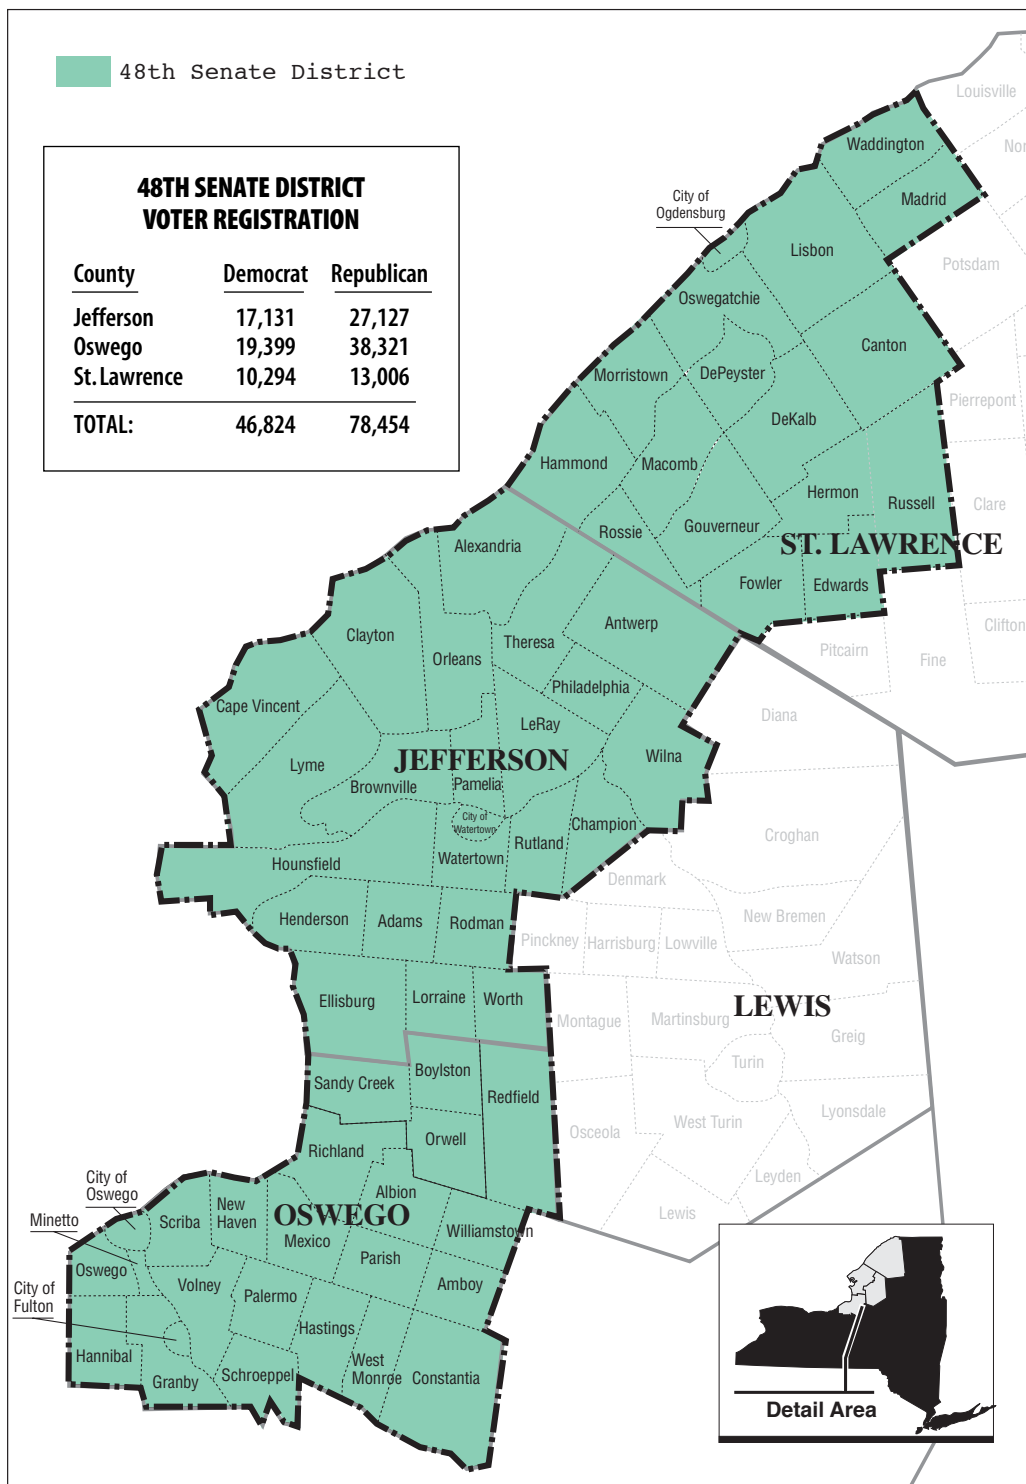 48th Senate District
48TH SENATE DISTRICT
VOTER REGISTRATION
County Democrat Republican
Jefferson 17,131 27,127
Oswego 19,399 38,321
St. Lawrence 10,294 13,006
TOTAL: 46,824 78,454
Louisville
Waddington
Madrid
City of
Ogdensburg
Lisbon
Potsdam
Oswegatchie
Canton
Morristown
DePeyster
Pierrepont
DeKalb
Hammond
Macomb
Hermon
Russell
Clare
Rossie
Gouverneur
ST. LAWRENCE
Alexandria
Fowler
Edwards
Antwerp
Clifton
Clayton
Theresa
Orleans
Pitcairn
Fine
Philadelphia
Cape Vincent
Diana
LeRay
JEFFERSON
Wilna
Lyme
Brownville
Pamelia
City of
Watertown
Champion
Croghan
Rutland
Watertown
Hounsfield
Denmark
Henderson
Adams
Rodman
New Bremen
Pinckney
Harrisburg
Lowville
Watson
Ellisburg
Lorraine
Worth
LEWIS
Montague
Martinsburg
Greig
Turin
Sandy Creek
Boylston
Redfield
Lyonsdale
Osceola
West Turin
Orwell
Richland
Leyden
City of
Oswego
Albion
Minetto
Scriba
New
Haven
OSWEGO
Lewis
Mexico
Williamstown
Parish
Oswego
Volney
Amboy
City of
Fulton
Palermo
Hastings
Hannibal
West
Monroe
Granby
Schroeppel
Constantia
Detail Area